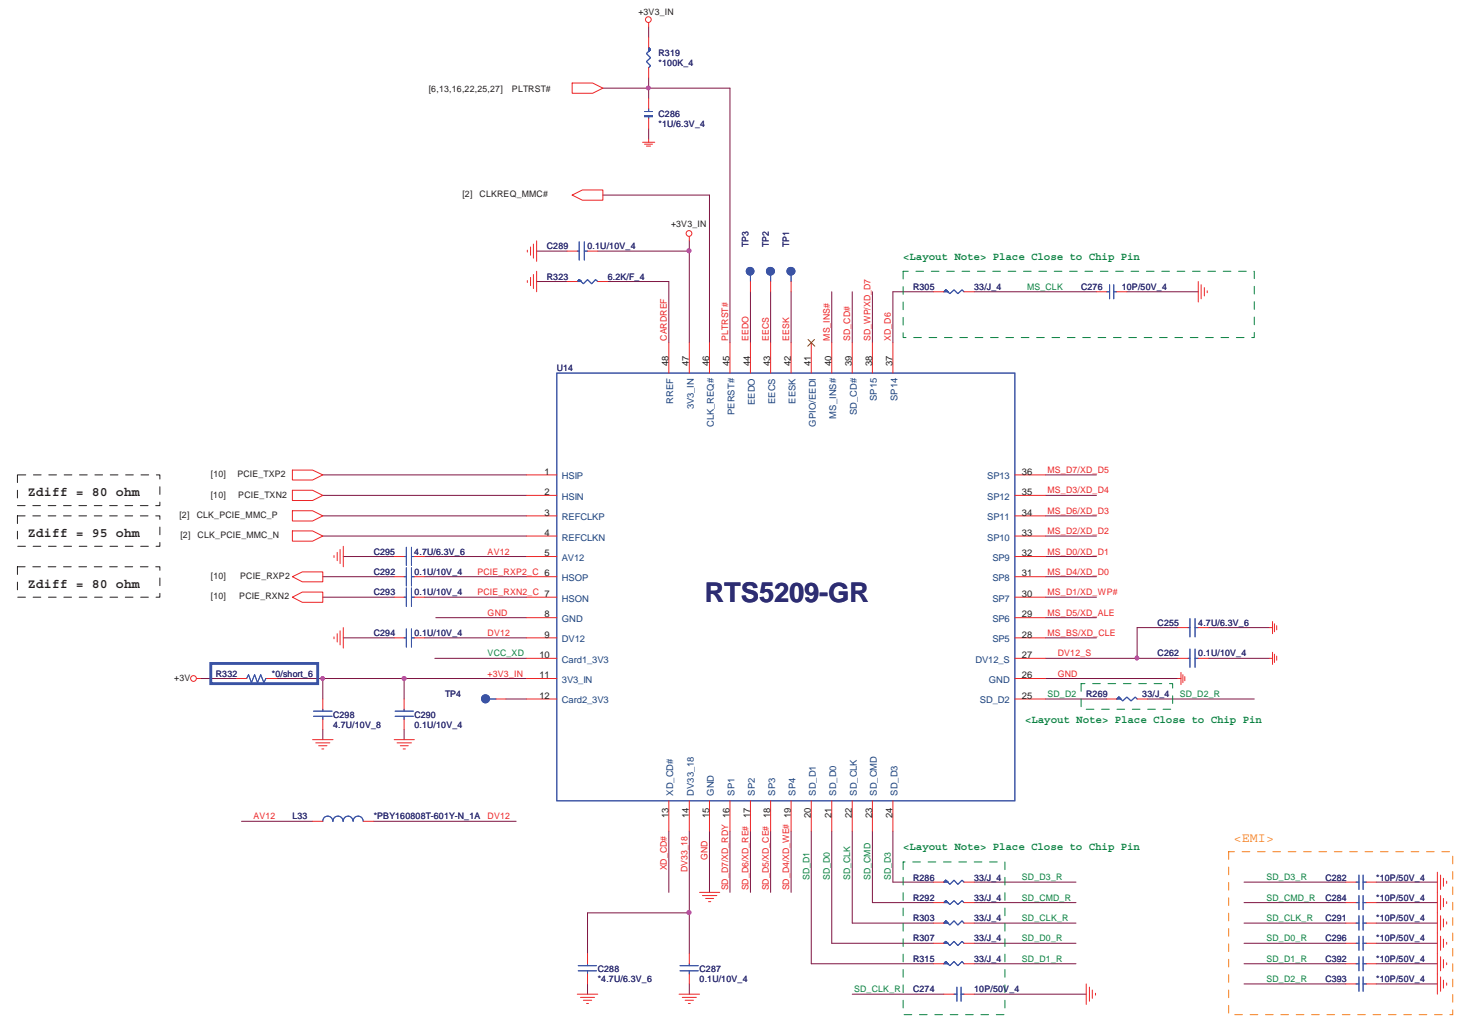 +3V3_IN
R319
*100K_4
[6,13,16,22,25,27] PLTRST#
C286
*1U/6.3V_4
[2] CLKREQ_MMC#
+3V3_IN
C289 0.1U/10V_4
R323 6.2K/F_4
TP3 TP2 TP1
<Layout Note> Place Close to Chip Pin
R305 33/J_4 MS_CLK C276 10P/50V_4
CARDREF PLTRST# EEDO EECS EESK MS_INS# SD_CD# SD_WP/XD_D7 XD_D6
48 47 46 45 44 43 42 41 40 39 38 37
U14
RREF 3V3_IN CLK_REQ# PERST# EEDO EECS EESK GPIO/EEDI MS_INS# SD_CD# SP15 SP14
RTS5209-GR
Zdiff = 80 ohm
Zdiff = 95 ohm
Zdiff = 80 ohm
[10] PCIE_TXP2 1 HSIP
[10] PCIE_TXN2 2 HSIN
[2] CLK_PCIE_MMC_P 3 REFCLKP
[2] CLK_PCIE_MMC_N 4 REFCLKN
C295 4.7U/6.3V_6 AV12 5 AV12
[10] PCIE_RXP2 C292 0.1U/10V_4 PCIE_RXP2_C 6 HSOP
[10] PCIE_RXN2 C293 0.1U/10V_4 PCIE_RXN2_C 7 HSON
GND 8 GND
C294 0.1U/10V_4 DV12 9 DV12
VCC_XD 10 Card1_3V3
+3V R332 *0/short_6 +3V3_IN 11 3V3_IN
TP4 12 Card2_3V3
C298
4.7U/10V_8
C290
0.1U/10V_4
SP13 36 MS_D7/XD_D5
SP12 35 MS_D3/XD_D4
SP11 34 MS_D6/XD_D3
SP10 33 MS_D2/XD_D2
SP9 32 MS_D0/XD_D1
SP8 31 MS_D4/XD_D0
SP7 30 MS_D1/XD_WP#
SP6 29 MS_D5/XD_ALE
SP5 28 MS_BS/XD_CLE
DV12_S 27 DV12_S
GND 26 GND
SD_D2 25 SD_D2 R269 33/J_4 SD_D2_R
C255 4.7U/6.3V_6
C262 0.1U/10V_4
<Layout Note> Place Close to Chip Pin
XD_CD# DV33_18 GND SP1 SP2 SP3 SP4 SD_D1 SD_D0 SD_CLK SD_CMD SD_D3
13 14 15 16 17 18 19 20 21 22 23 24
XD_CD# DV33_18 GND SD_D7/XD_RDY SD_D6/XD_RE# SD_D5/XD_CE# SD_D4/XD_WE# SD_D1 SD_D0 SD_CLK SD_CMD SD_D3
AV12 L33 *PBY160808T-601Y-N_1A DV12
C288
*4.7U/6.3V_6
C287
0.1U/10V_4
<Layout Note> Place Close to Chip Pin
R286 33/J_4 SD_D3_R
R292 33/J_4 SD_CMD_R
R303 33/J_4 SD_CLK_R
R307 33/J_4 SD_D0_R
R315 33/J_4 SD_D1_R
SD_CLK_R C274 10P/50V_4
<EMI>
SD_D3_R C282 *10P/50V_4
SD_CMD_R C284 *10P/50V_4
SD_CLK_R C291 *10P/50V_4
SD_D0_R C296 *10P/50V_4
SD_D1_R C392 *10P/50V_4
SD_D2_R C393 *10P/50V_4